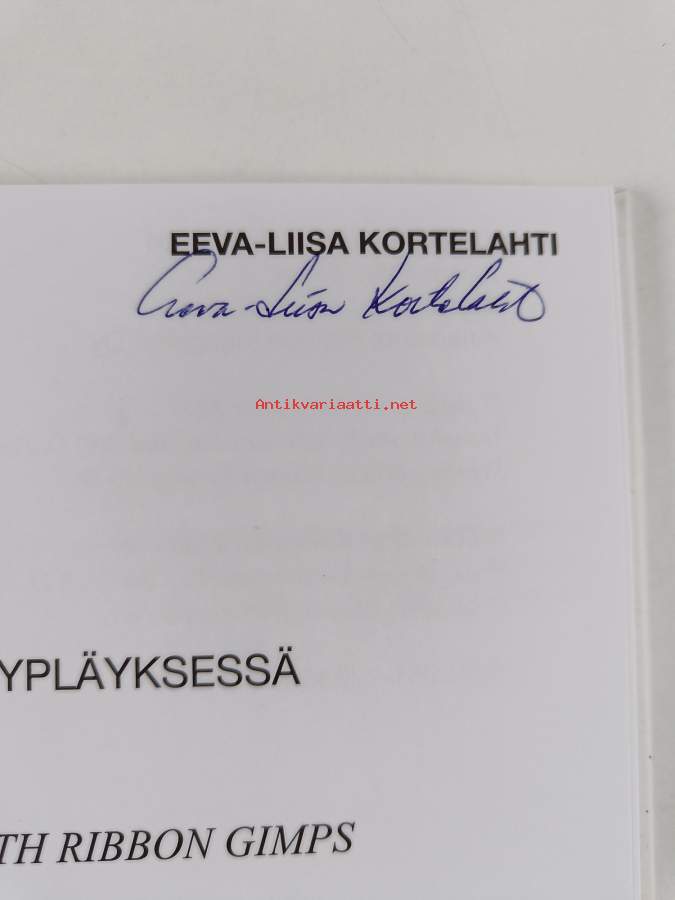 EEVA-LIISA KORTELAHTI
Eeva-Liisa Kortelahti
Antikvariaatti.net
YPLÄYKSESSÄ
TH RIBBON GIMPS